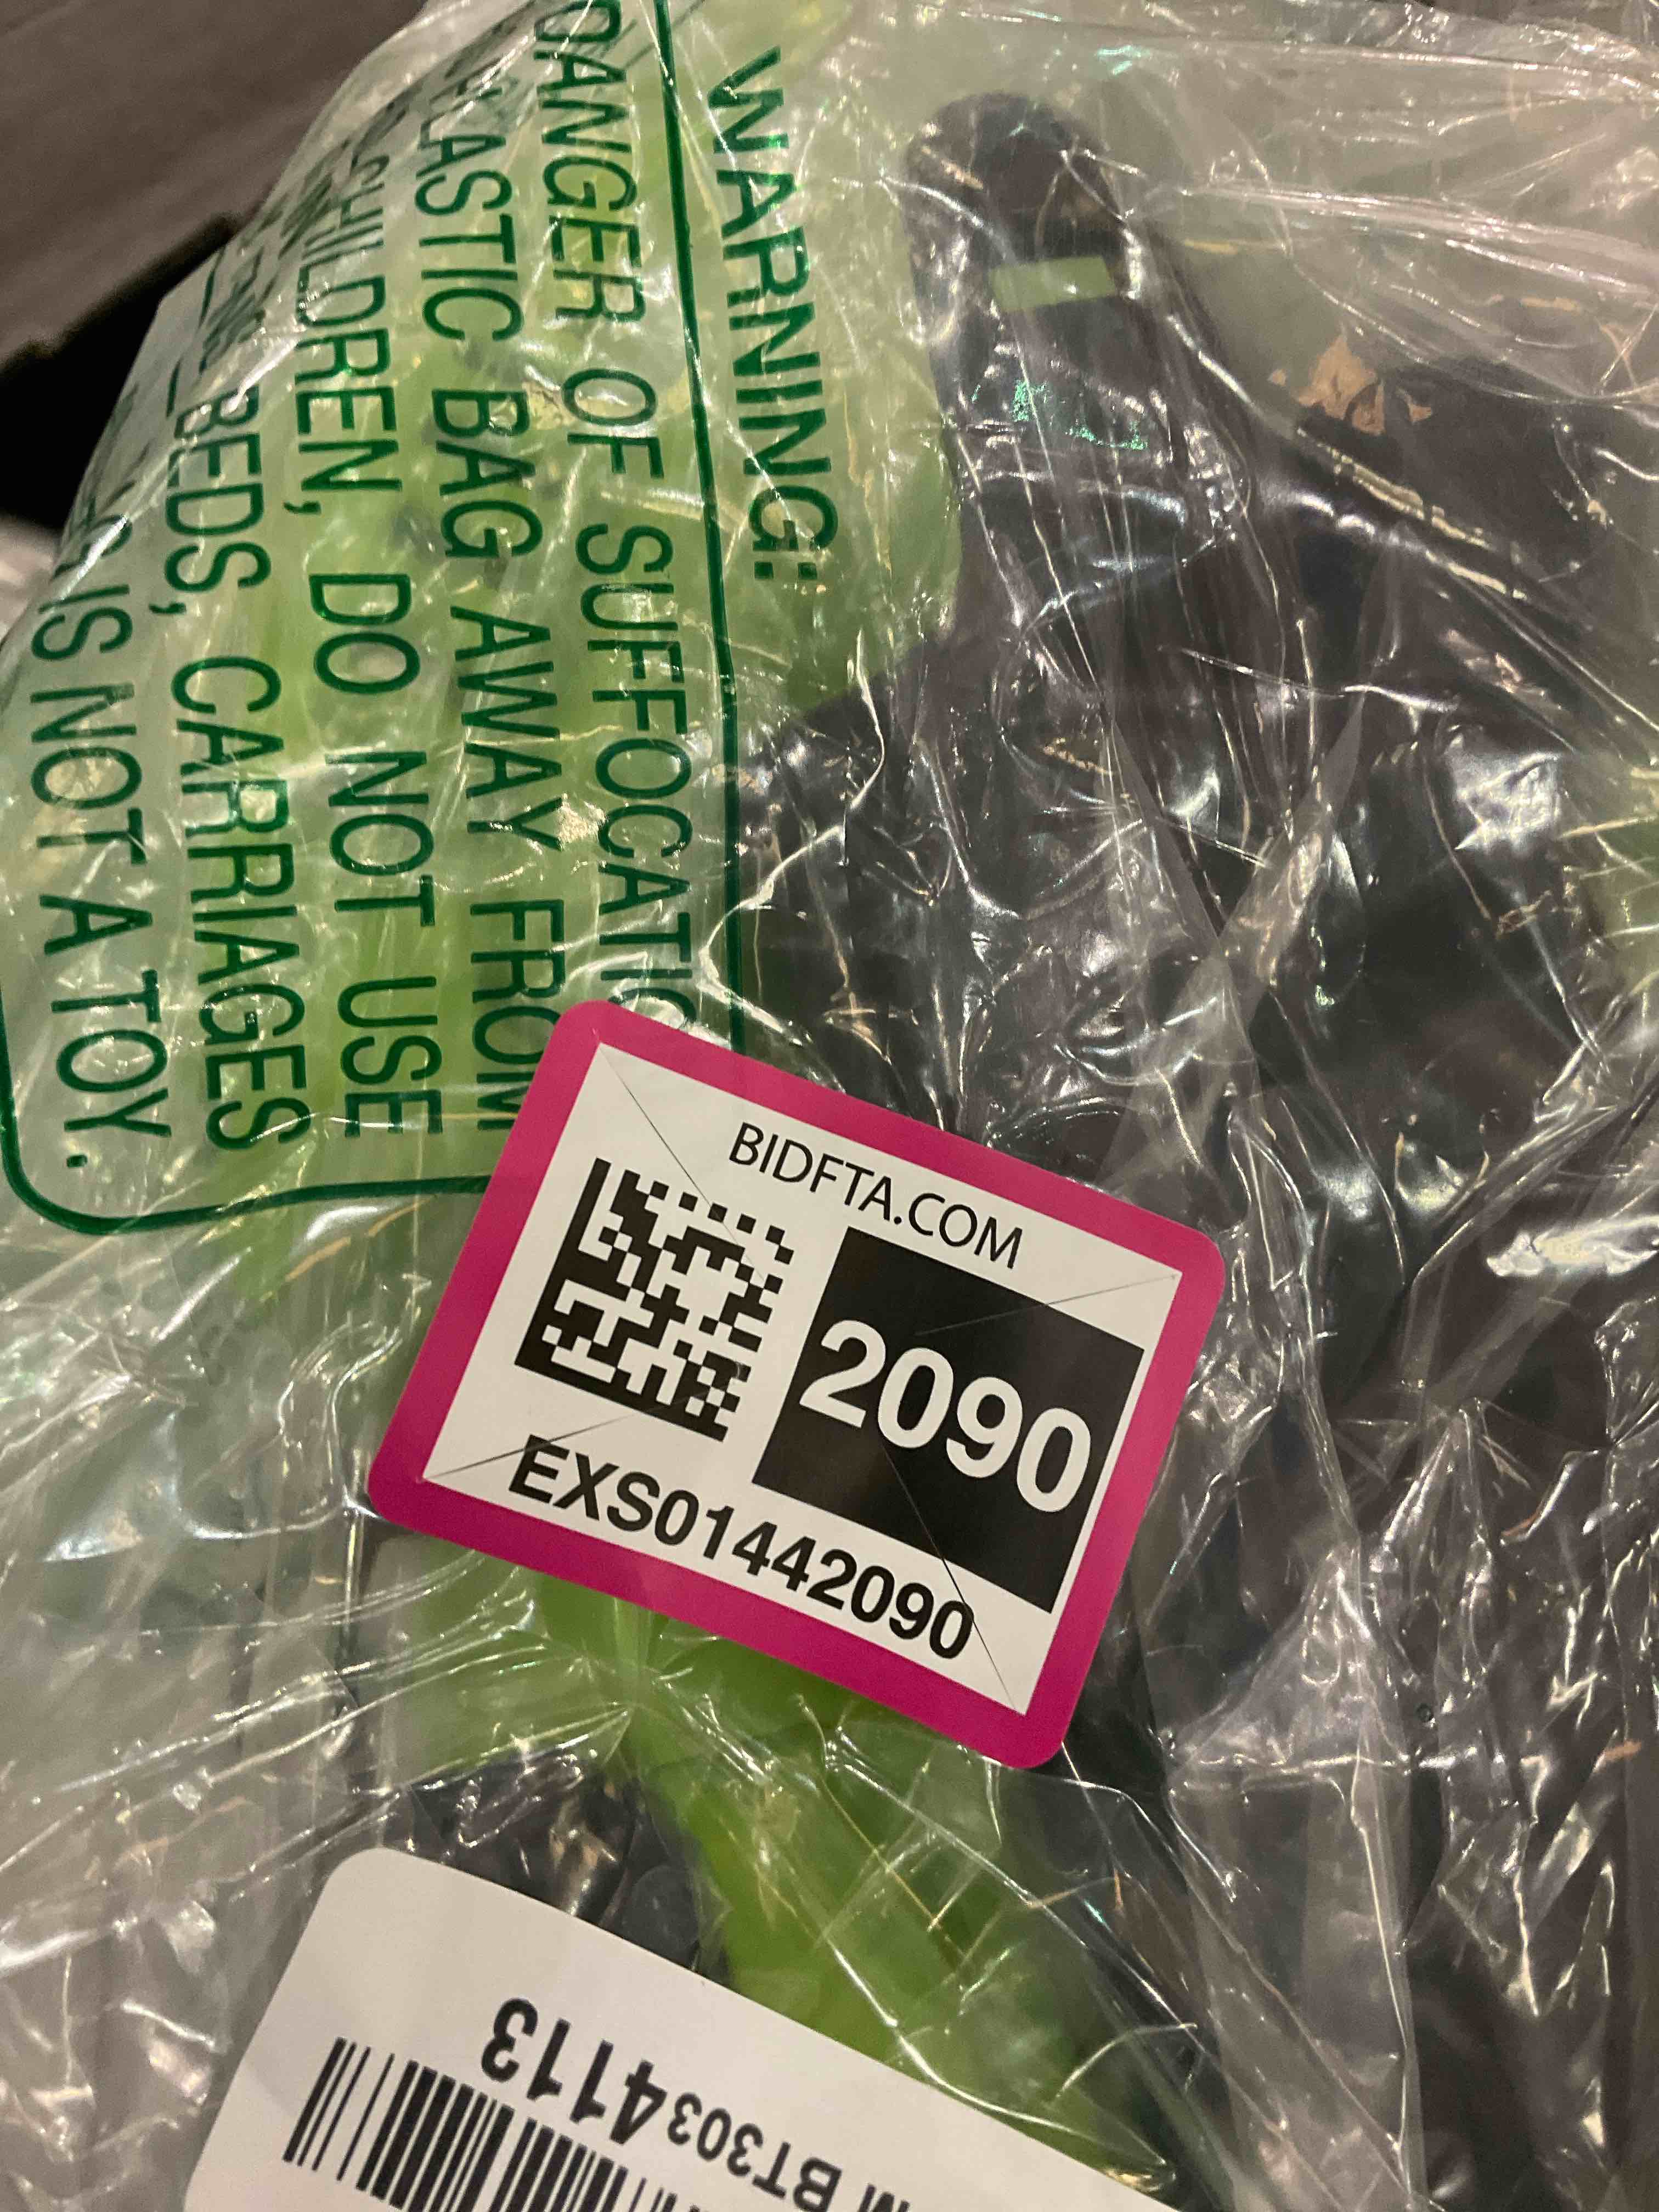 WARNING:
DANGER OF SUFFOCATIO
PLASTIC BAG AWAY FROM
CHILDREN, DO NOT USE
BEDS, CARRIAGES
IS NOT A TOY.
BIDFTA.COM
2090
EXS01442090
M BT3034113